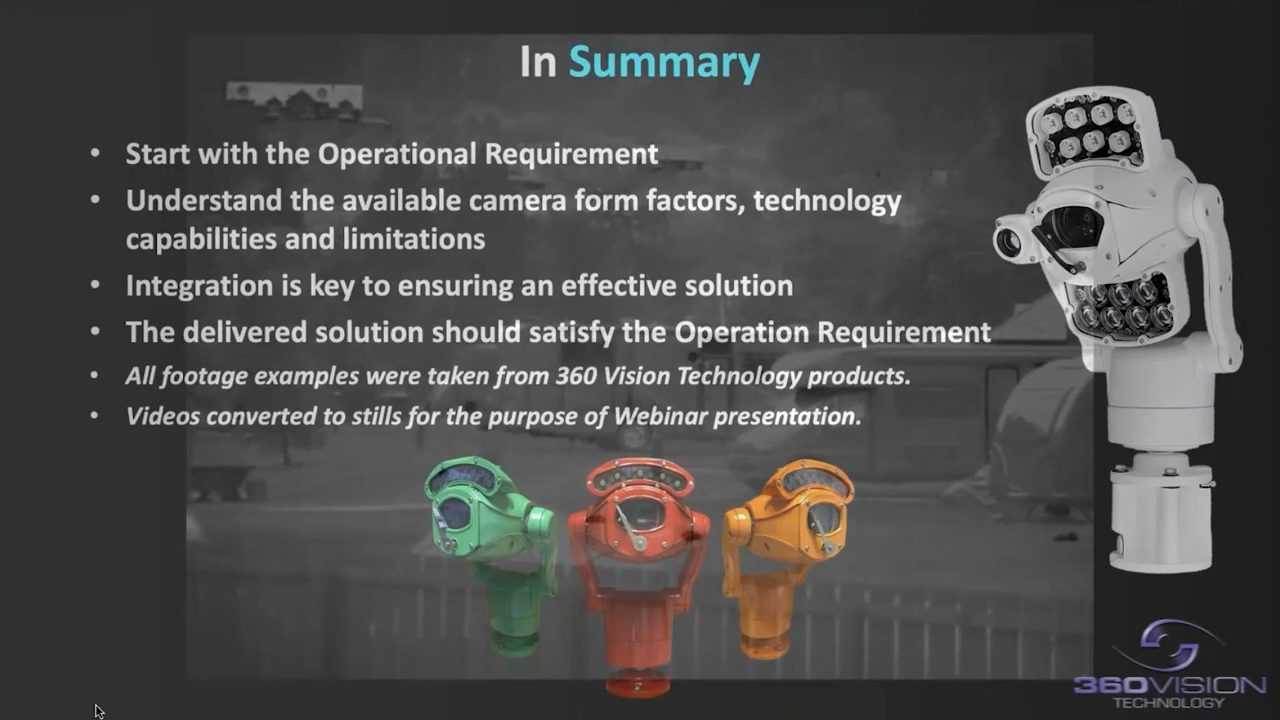 In Summary
• Start with the Operational Requirement
• Understand the available camera form factors, technology
capabilities and limitations
• Integration is key to ensuring an effective solution
• The delivered solution should satisfy the Operation Requirement
• All footage examples were taken from 360 Vision Technology products.
• Videos converted to stills for the purpose of Webinar presentation.
360VISION
TECHNOLOGY